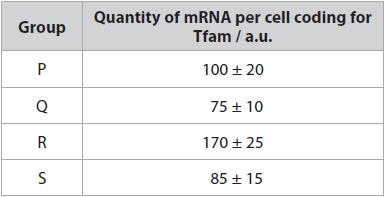 Group
Quantity of mRNA per cell coding for
Tfam / a.u.
P
100 ± 20
Q
75 ± 10
R
170 ± 25
S
85 ± 15